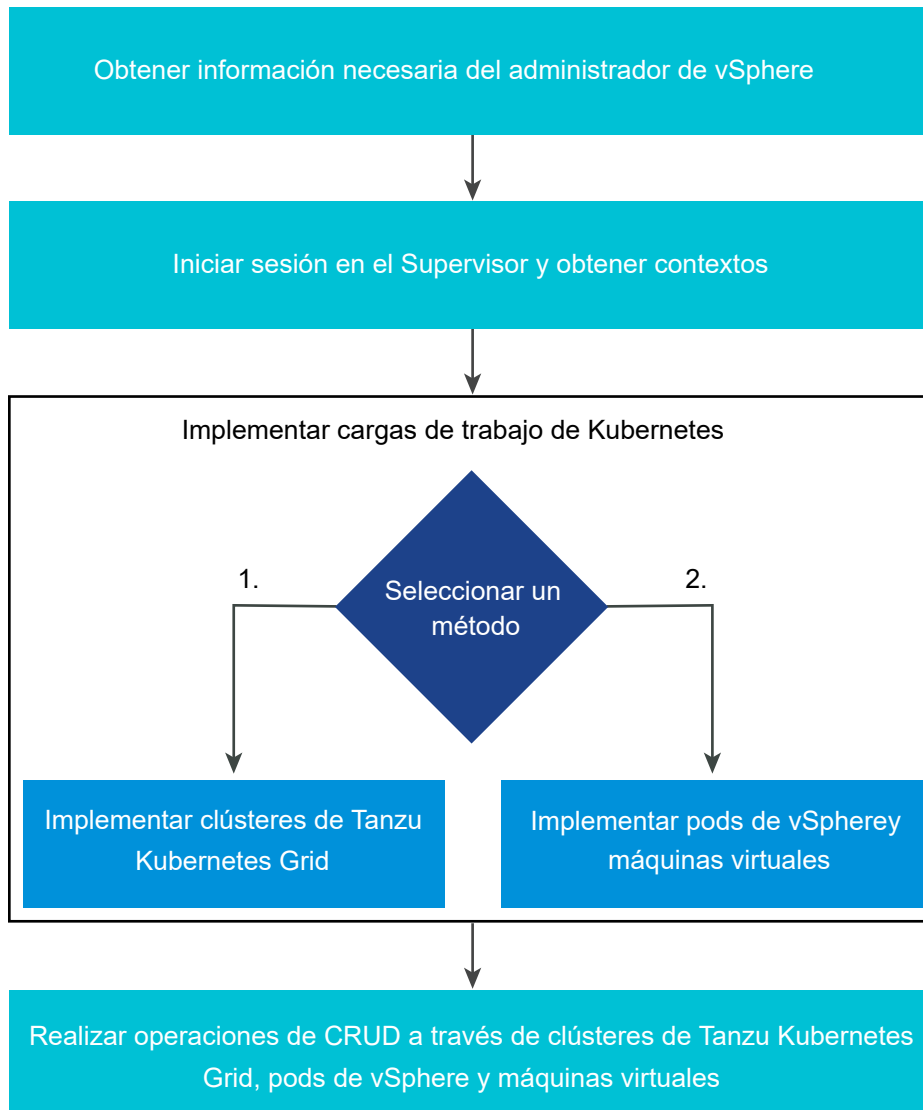 Obtener información necesaria del administrador de vSphere
Iniciar sesión en el Supervisor y obtener contextos
Implementar cargas de trabajo de Kubernetes
1.
2.
Seleccionar un
método
Implementar clústeres de Tanzu
Kubernetes Grid
Implementar pods de vSpherey
máquinas virtuales
Realizar operaciones de CRUD a través de clústeres de Tanzu Kubernetes
Grid, pods de vSphere y máquinas virtuales